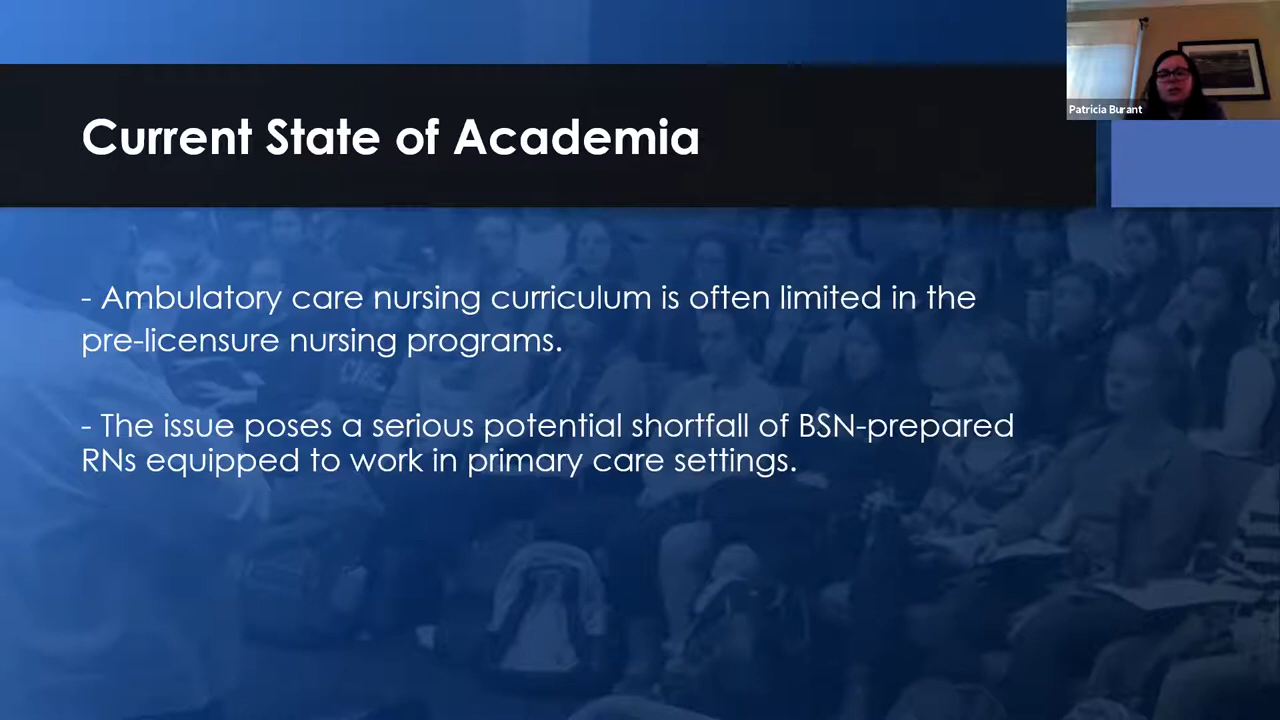 Patricia Burant
Current State of Academia
- Ambulatory care nursing curriculum is often limited in the
pre-licensure nursing programs.
- The issue poses a serious potential shortfall of BSN-prepared
RNs equipped to work in primary care settings.